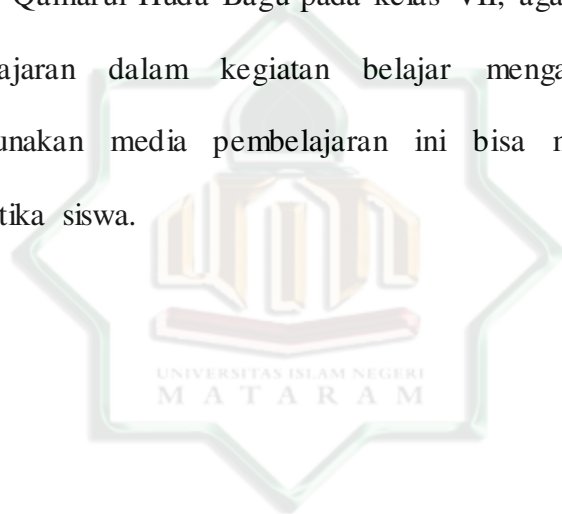 Qamarul Huda Bagu pada kelas VII, aga
ajaran dalam kegiatan belajar menga
unakan media pembelajaran ini bisa
tika siswa.
UNIVERSITAS ISLAM NEGERI
MATARAM